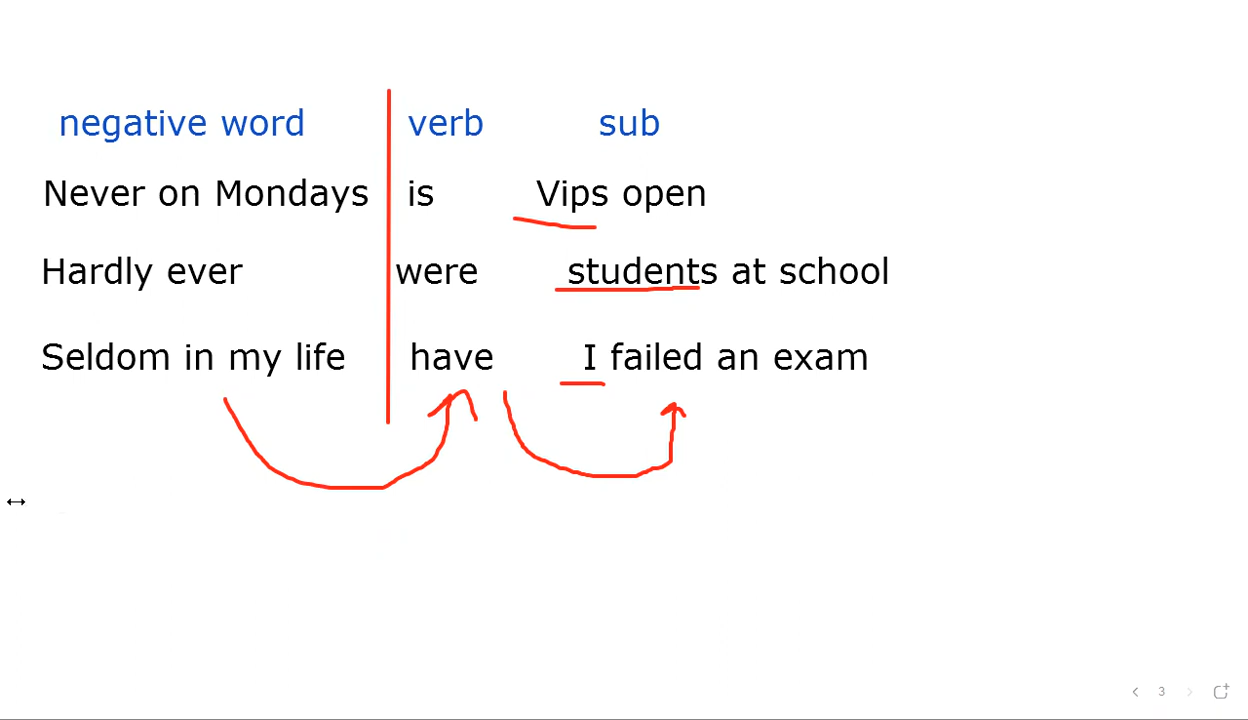 negative word verb sub
Never on Mondays is Vips open
Hardly ever were students at school
Seldom in my life have I failed an exam
3